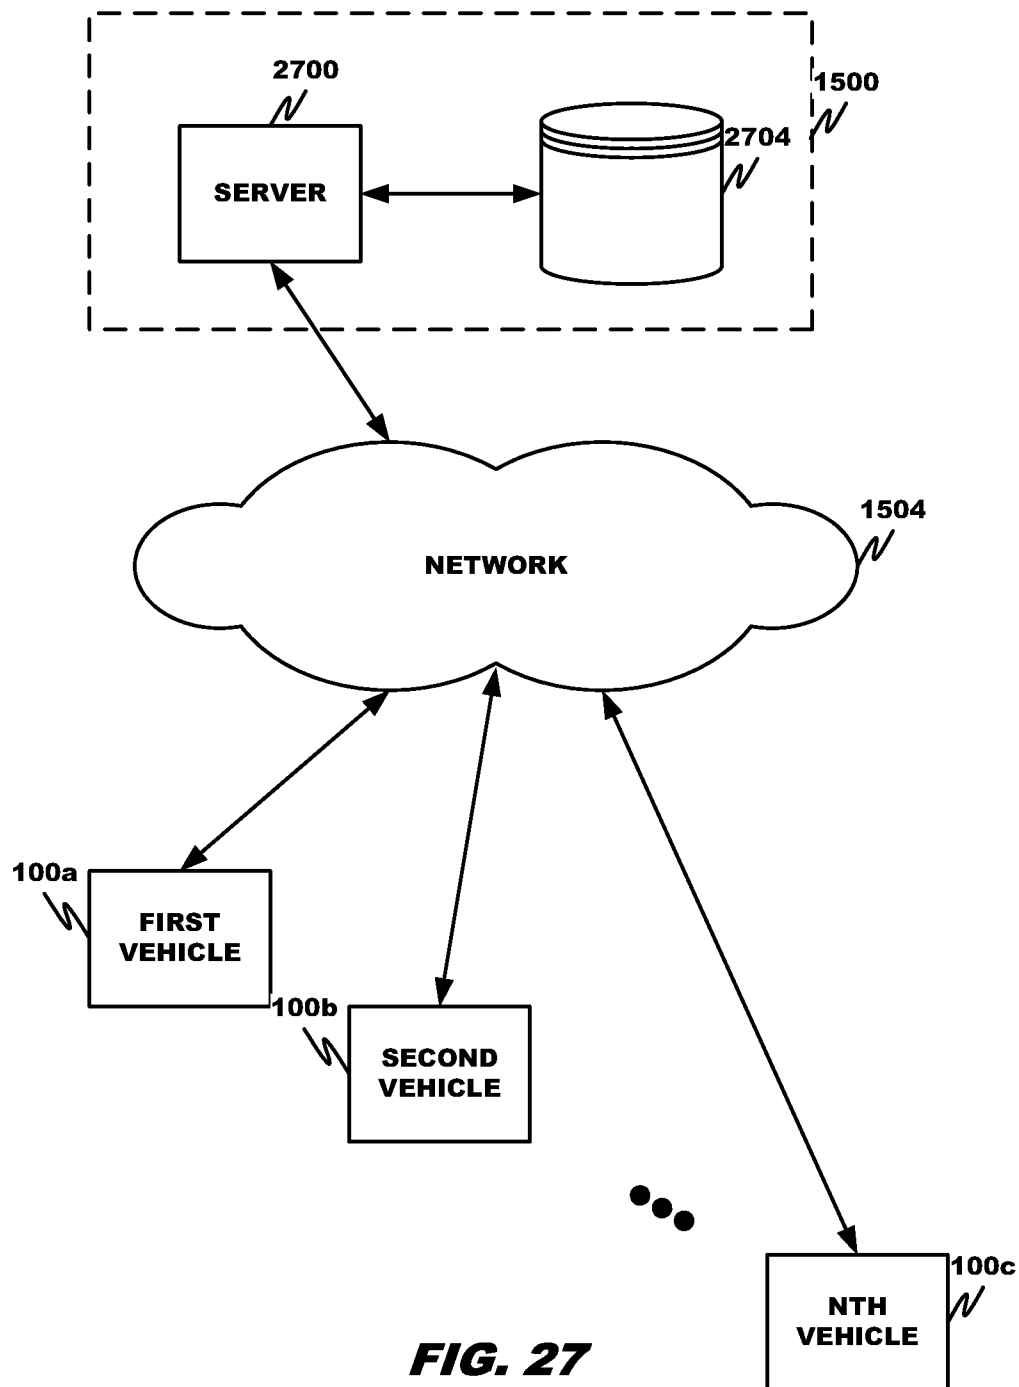 2700
1500
2704
SERVER
1504
NETWORK
100a
FIRST
VEHICLE
100b
SECOND
VEHICLE
100c
NTH
VEHICLE
FIG. 27